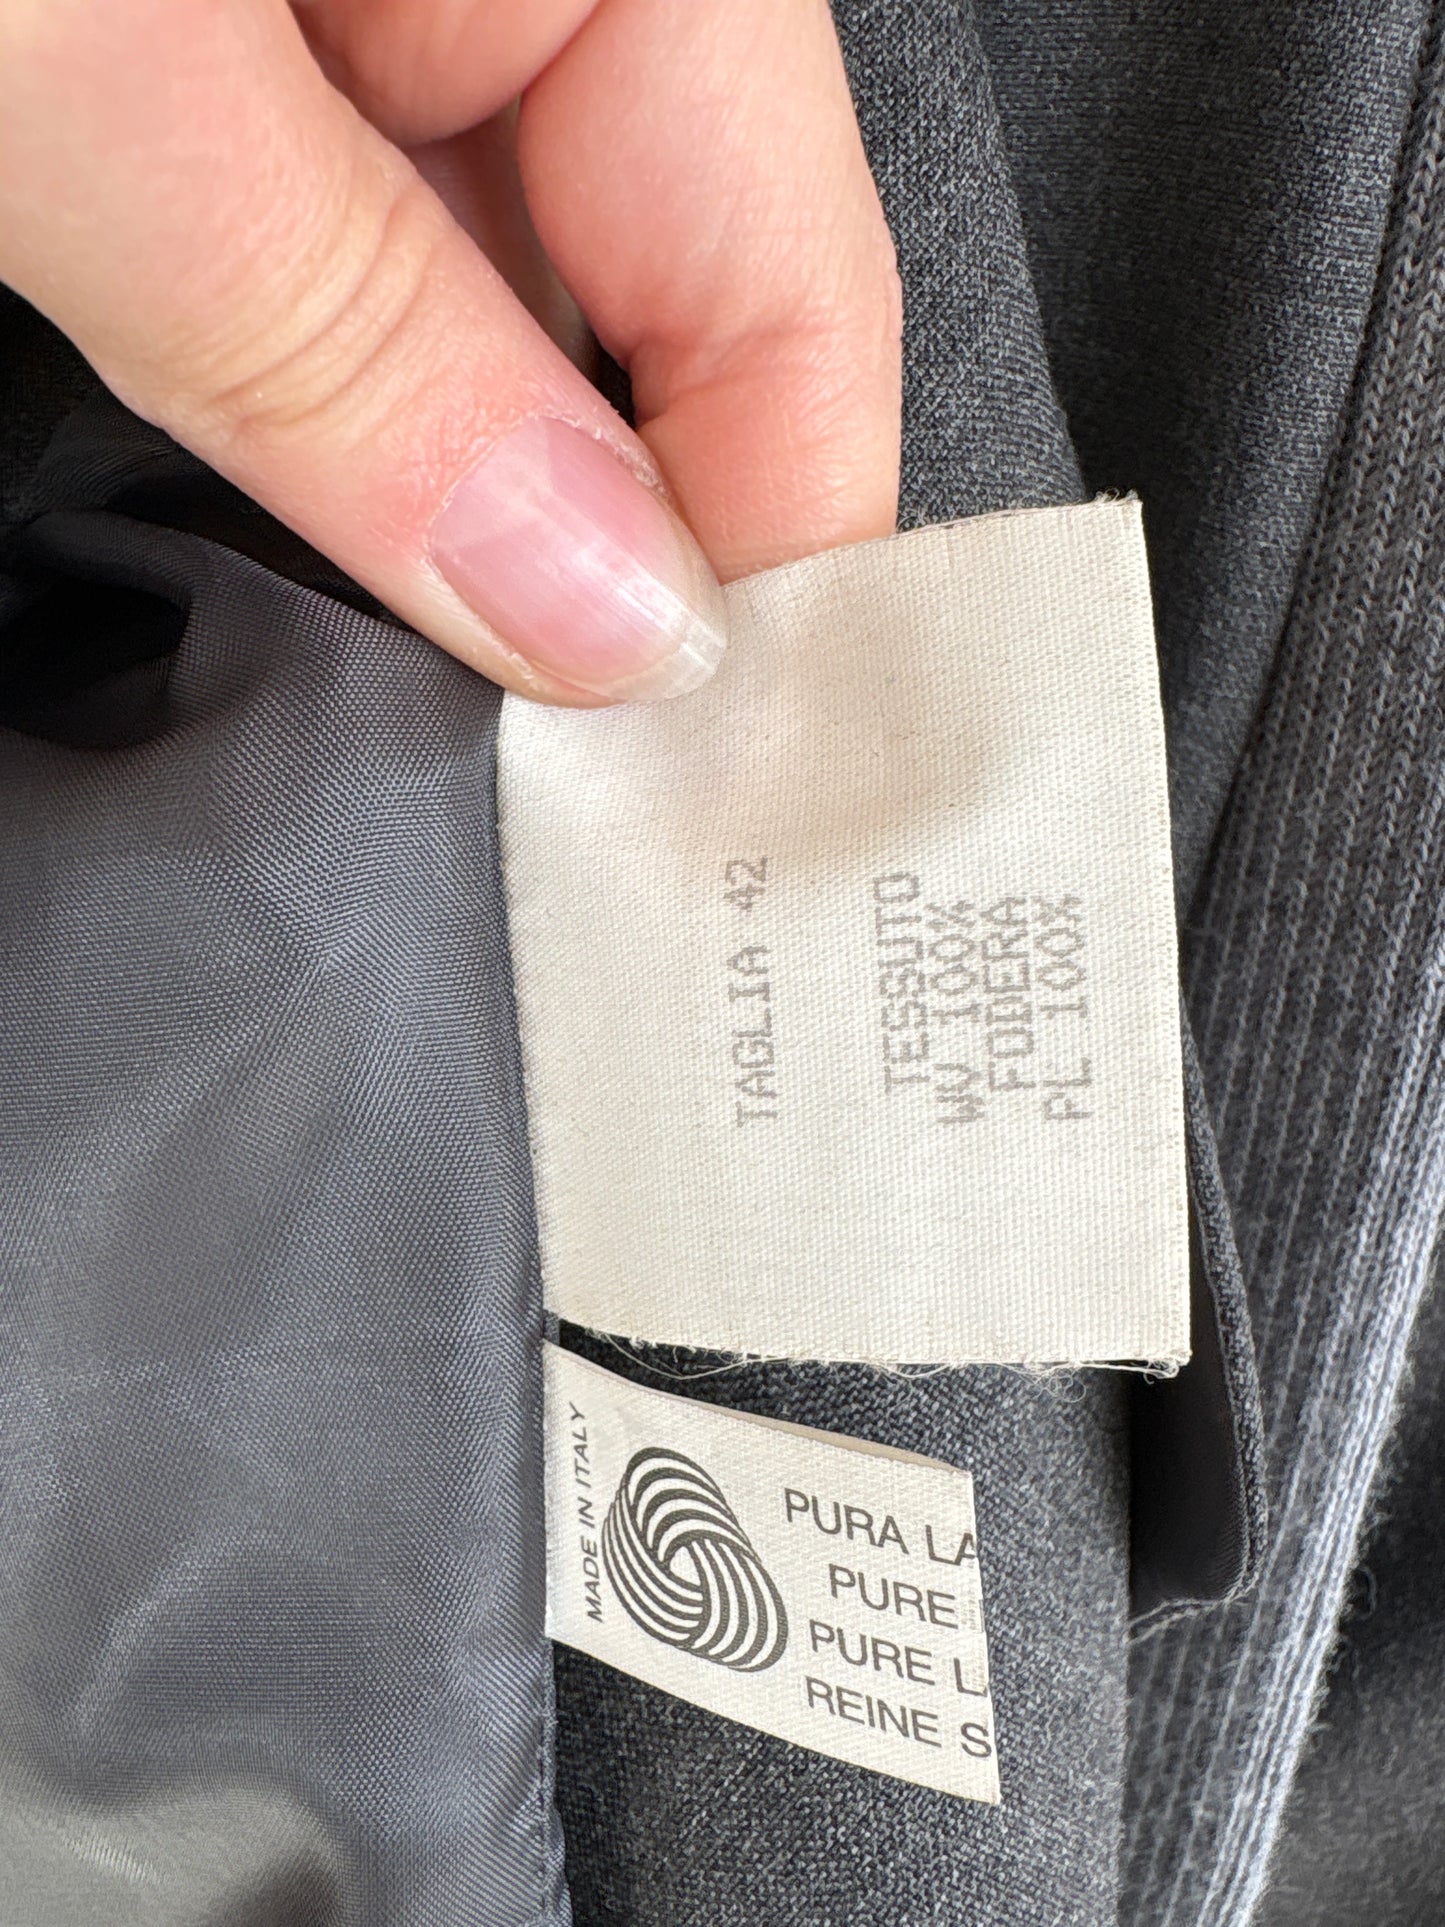 TAGLIA 42
TESSUTO
WV 100%
FODERA
PL 100%
MADE IN ITALY
PURA LA
PURE
PURE L
REINE S